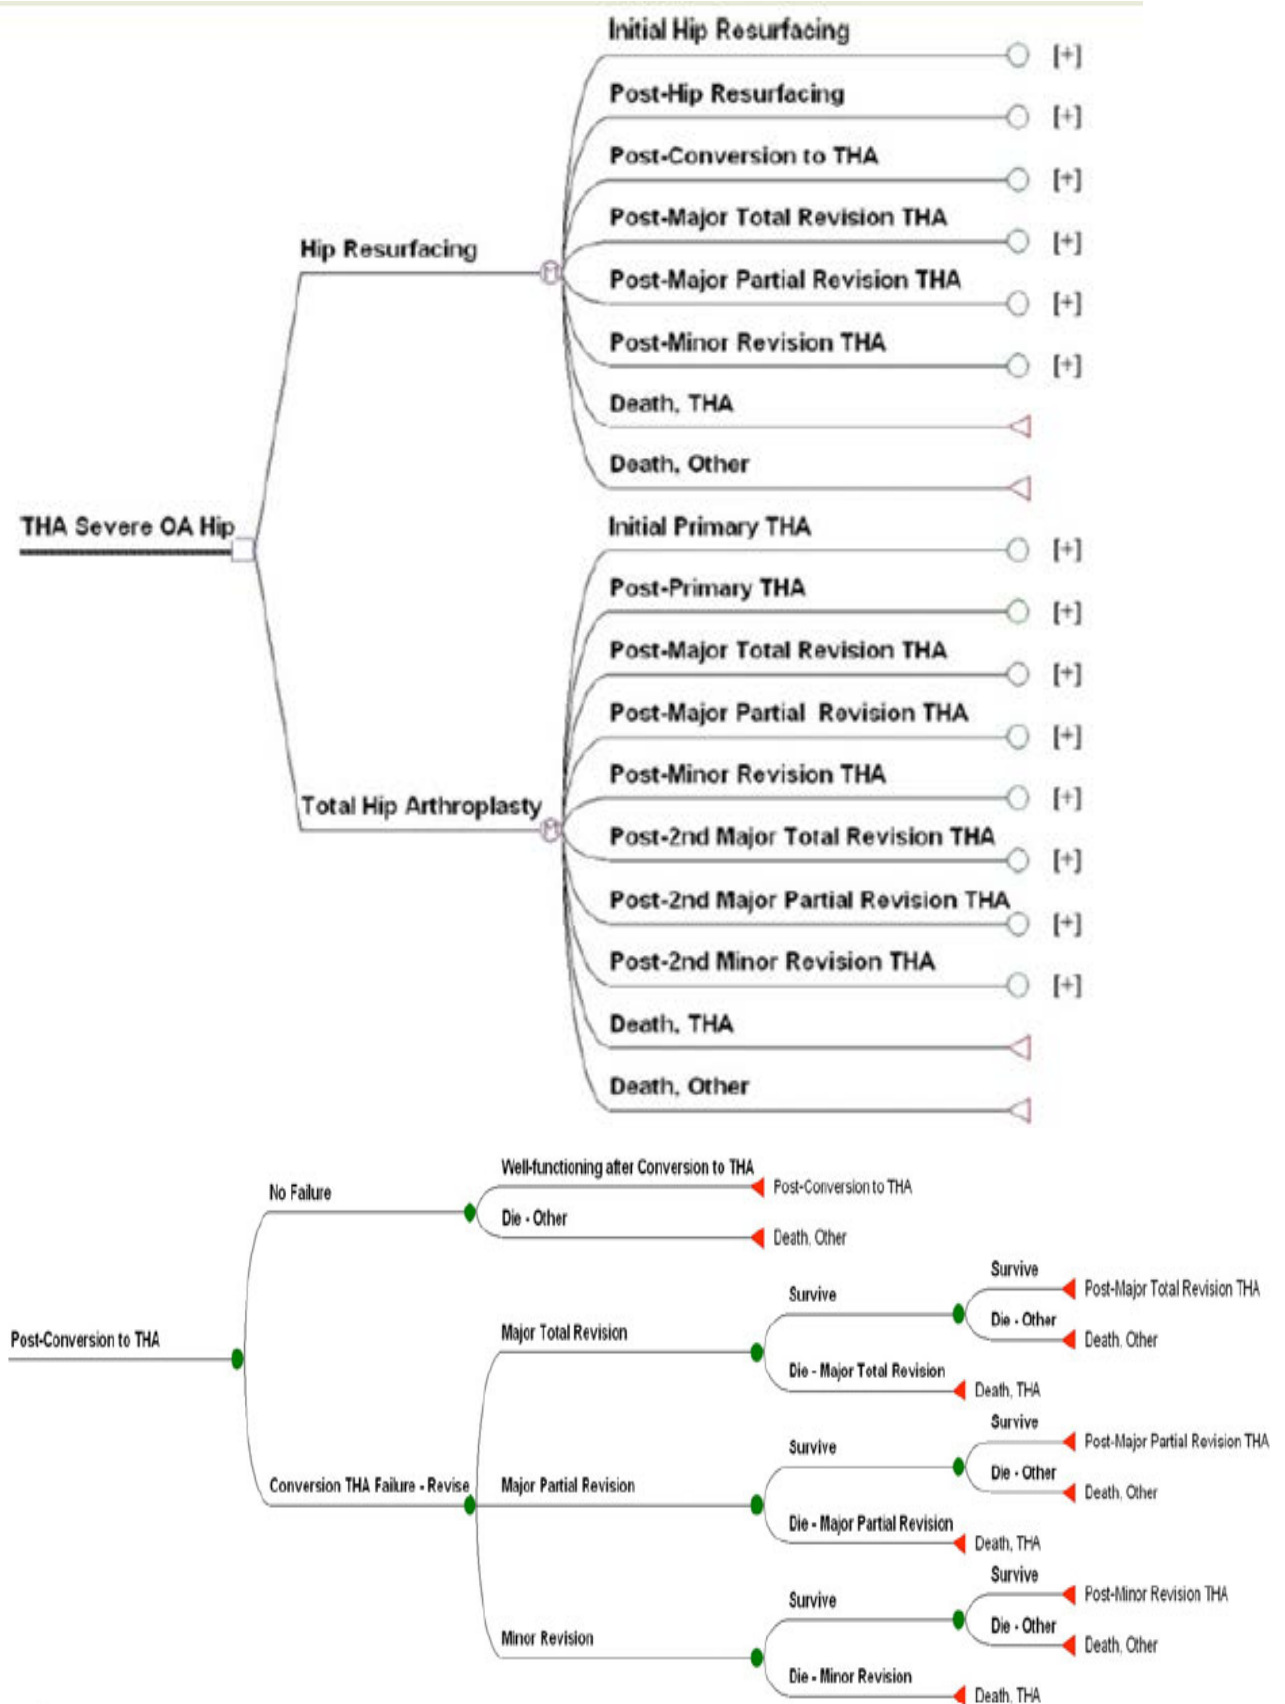 Initial Hip Resurfacing
[+]
Post-Hip Resurfacing
[+]
Post-Conversion to THA
[+]
Post-Major Total Revision THA
[+]
Hip Resurfacing
M
Post-Major Partial Revision THA
[+]
Post-Minor Revision THA
[+]
Death, THA
Death, Other
THA Severe OA Hip
Initial Primary THA
[+]
Post-Primary THA
[+]
Post-Major Total Revision THA
[+]
Post-Major Partial Revision THA
[+]
Post-Minor Revision THA
[+]
Total Hip Arthroplasty
M
Post-2nd Major Total Revision THA
[+]
Post-2nd Major Partial Revision THA
[+]
Post-2nd Minor Revision THA
[+]
Death, THA
Death, Other
Post-Conversion to THA
No Failure
Well-functioning after Conversion to THA
Post-Conversion to THA
Die - Other
Death, Other
Conversion THA Failure - Revise
Major Total Revision
Survive
Survive
Post-Major Total Revision THA
Die - Other
Death, Other
Die - Major Total Revision
Death, THA
Major Partial Revision
Survive
Survive
Post-Major Partial Revision THA
Die - Other
Death, Other
Die - Major Partial Revision
Death, THA
Minor Revision
Survive
Survive
Post-Minor Revision THA
Die - Other
Death, Other
Die - Minor Revision
Death, THA